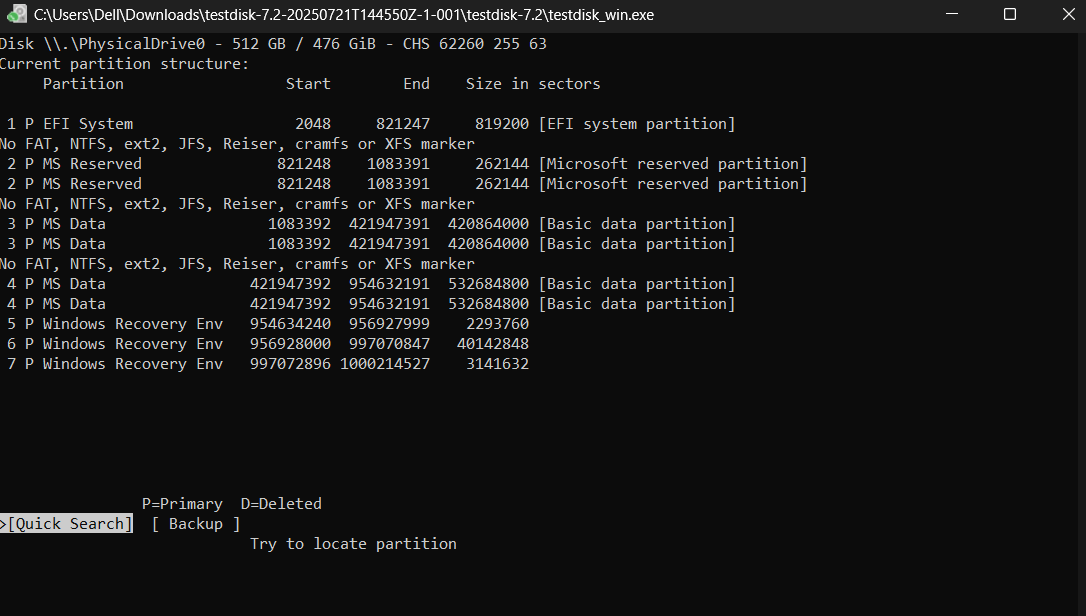 C:\Users\Dell\Downloads\testdisk-7.2-20250721T144550Z-1-001\testdisk-7.2\testdisk_win.exe
Disk \\.\PhysicalDrive0 - 512 GB / 476 GiB - CHS 62260 255 63
Current partition structure:
     Partition                  Start        End    Size in sectors
 1 P EFI System                  2048     821247     819200 [EFI system partition]
No FAT, NTFS, ext2, JFS, Reiser, cramfs or XFS marker
 2 P MS Reserved               821248    1083391     262144 [Microsoft reserved partition]
 2 P MS Reserved               821248    1083391     262144 [Microsoft reserved partition]
No FAT, NTFS, ext2, JFS, Reiser, cramfs or XFS marker
 3 P MS Data                  1083392  421947391  420864000 [Basic data partition]
 3 P MS Data                  1083392  421947391  420864000 [Basic data partition]
No FAT, NTFS, ext2, JFS, Reiser, cramfs or XFS marker
 4 P MS Data                421947392  954632191  532684800 [Basic data partition]
 4 P MS Data                421947392  954632191  532684800 [Basic data partition]
 5 P Windows Recovery Env   954634240  956927999    2293760
 6 P Windows Recovery Env   956928000  997070847   40142848
 7 P Windows Recovery Env   997072896 1000214527    3141632
                P=Primary  D=Deleted
>[Quick Search]  [ Backup ]
                            Try to locate partition